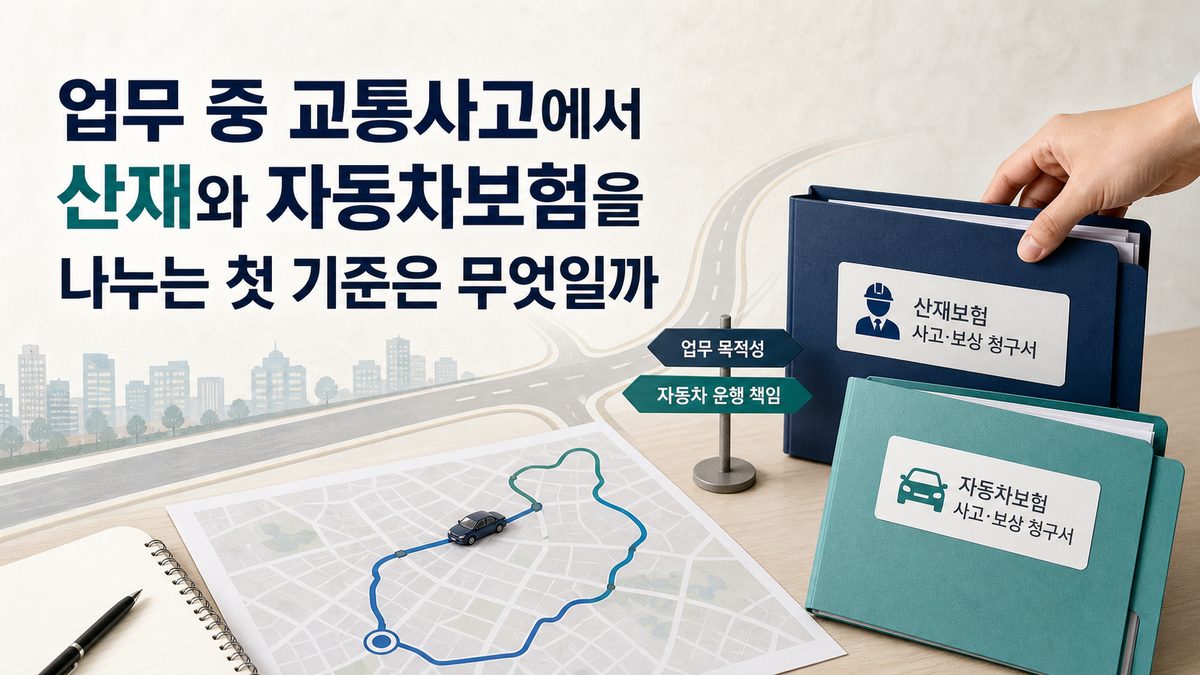 업무 중 교통사고에서
산재와 자동차보험을
나누는 첫 기준은 무엇일까
업무 목적성
자동차 운행 책임
산재보험
사고·보상 청구서
자동차보험
사고·보상 청구서